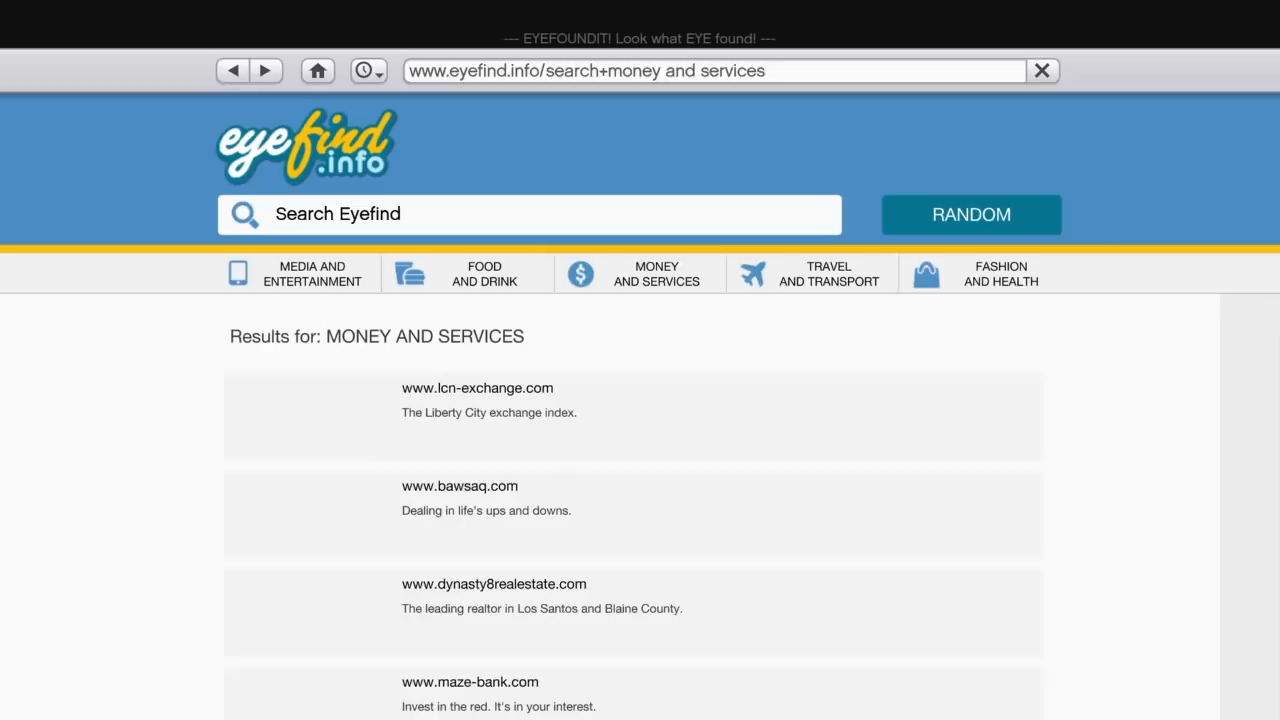 --- EYEFOUNDIT! Look what EYE found! ---
www.eyefind.info/search+money and services
eyefind
.info
Search Eyefind
RANDOM
MEDIA AND
ENTERTAINMENT
FOOD
AND DRINK
MONEY
AND SERVICES
TRAVEL
AND TRANSPORT
FASHION
AND HEALTH
Results for: MONEY AND SERVICES
www.lcn-exchange.com
The Liberty City exchange index.
www.bawsaq.com
Dealing in life's ups and downs.
www.dynasty8realestate.com
The leading realtor in Los Santos and Blaine County.
www.maze-bank.com
Invest in the red. It's in your interest.